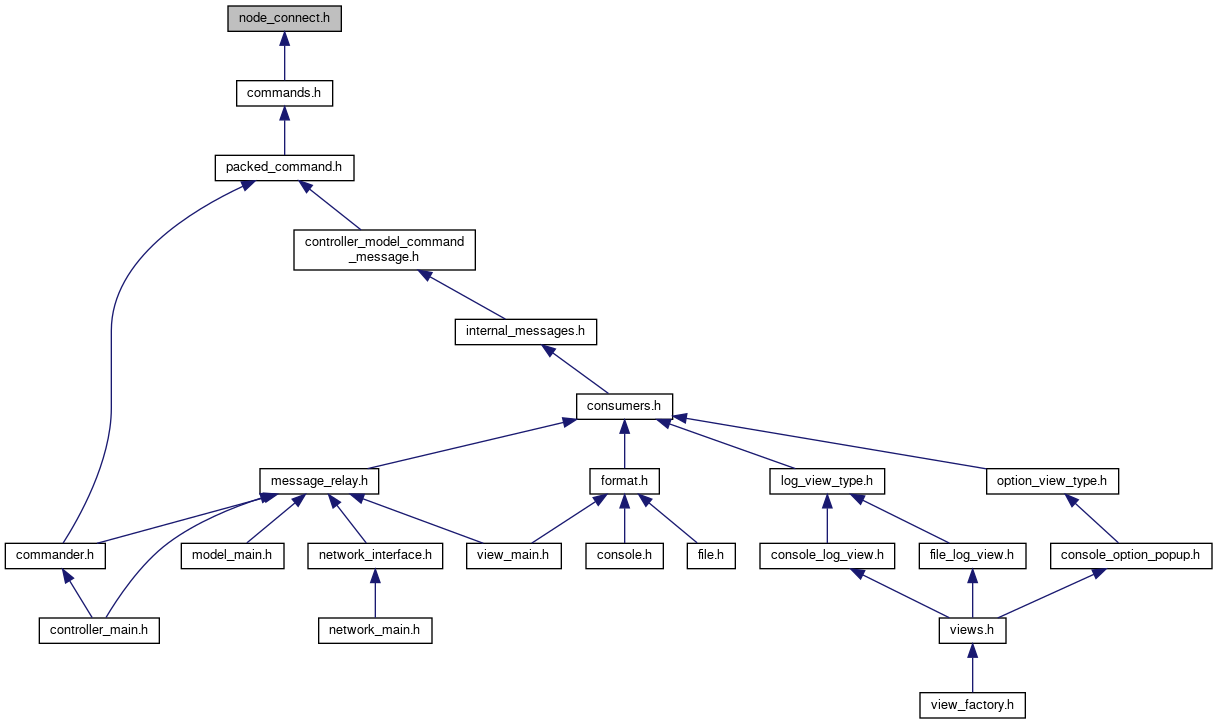 node_connect.h
commands.h
packed_command.h
controller_model_command
_message.h
internal_messages.h
consumers.h
message_relay.h
format.h
log_view_type.h
option_view_type.h
commander.h
model_main.h
network_interface.h
view_main.h
console.h
file.h
console_log_view.h
file_log_view.h
console_option_popup.h
controller_main.h
network_main.h
views.h
view_factory.h